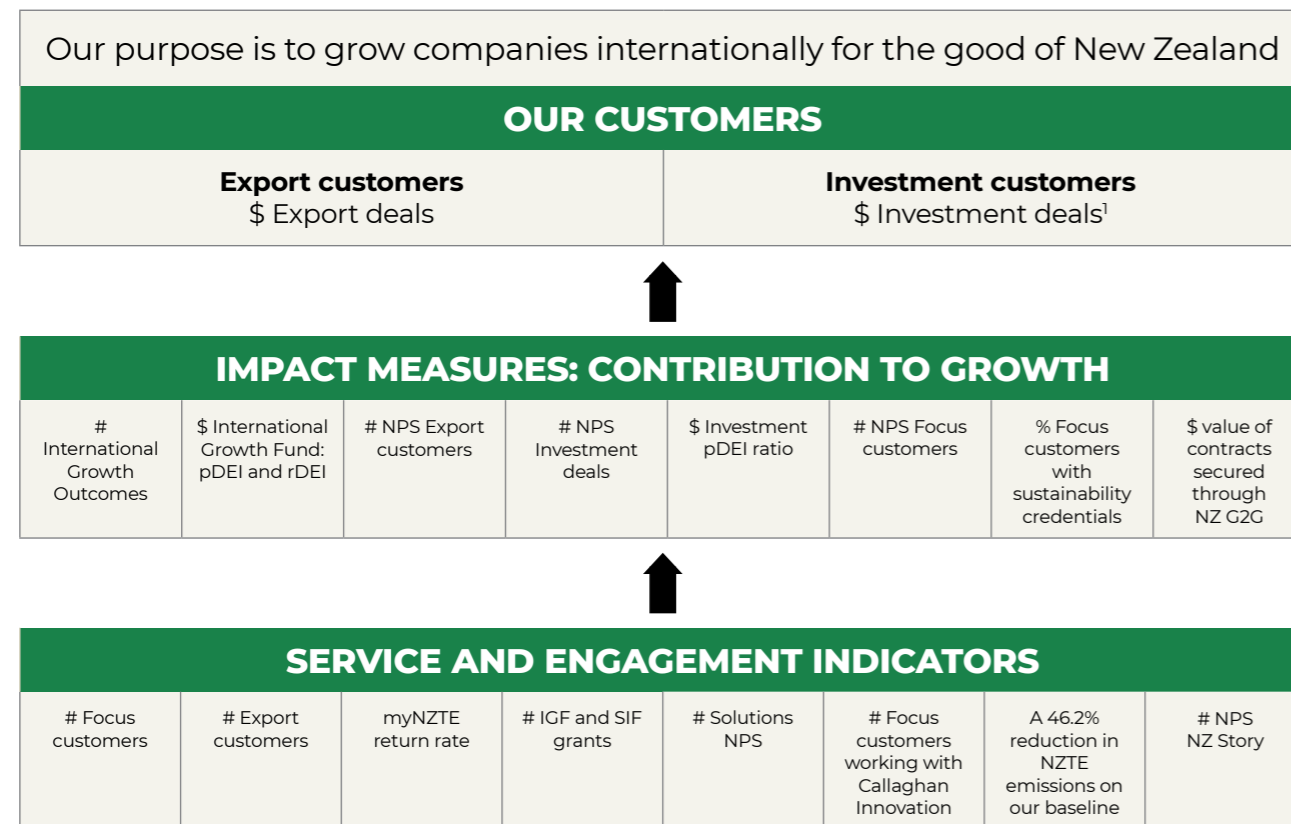 Our purpose is to grow companies internationally for the good of New Zealand
OUR CUSTOMERS
Export customers
$ Export deals
Investment customers
$ Investment deals¹
IMPACT MEASURES: CONTRIBUTION TO GROWTH
#
International
Growth
Outcomes
$ International
Growth Fund:
pDEI and rDEI
# NPS Export
customers
# NPS
Investment
deals
$ Investment
pDEI ratio
# NPS Focus
customers
% Focus
customers
with
sustainability
credentials
$ value of
contracts
secured
through
NZ G2G
SERVICE AND ENGAGEMENT INDICATORS
# Focus
customers
# Export
customers
myNZTE
return rate
# IGF and SIF
grants
# Solutions
NPS
# Focus
customers
working with
Callaghan
Innovation
A 46.2%
reduction in
NZTE
emissions on
our baseline
# NPS
NZ Story